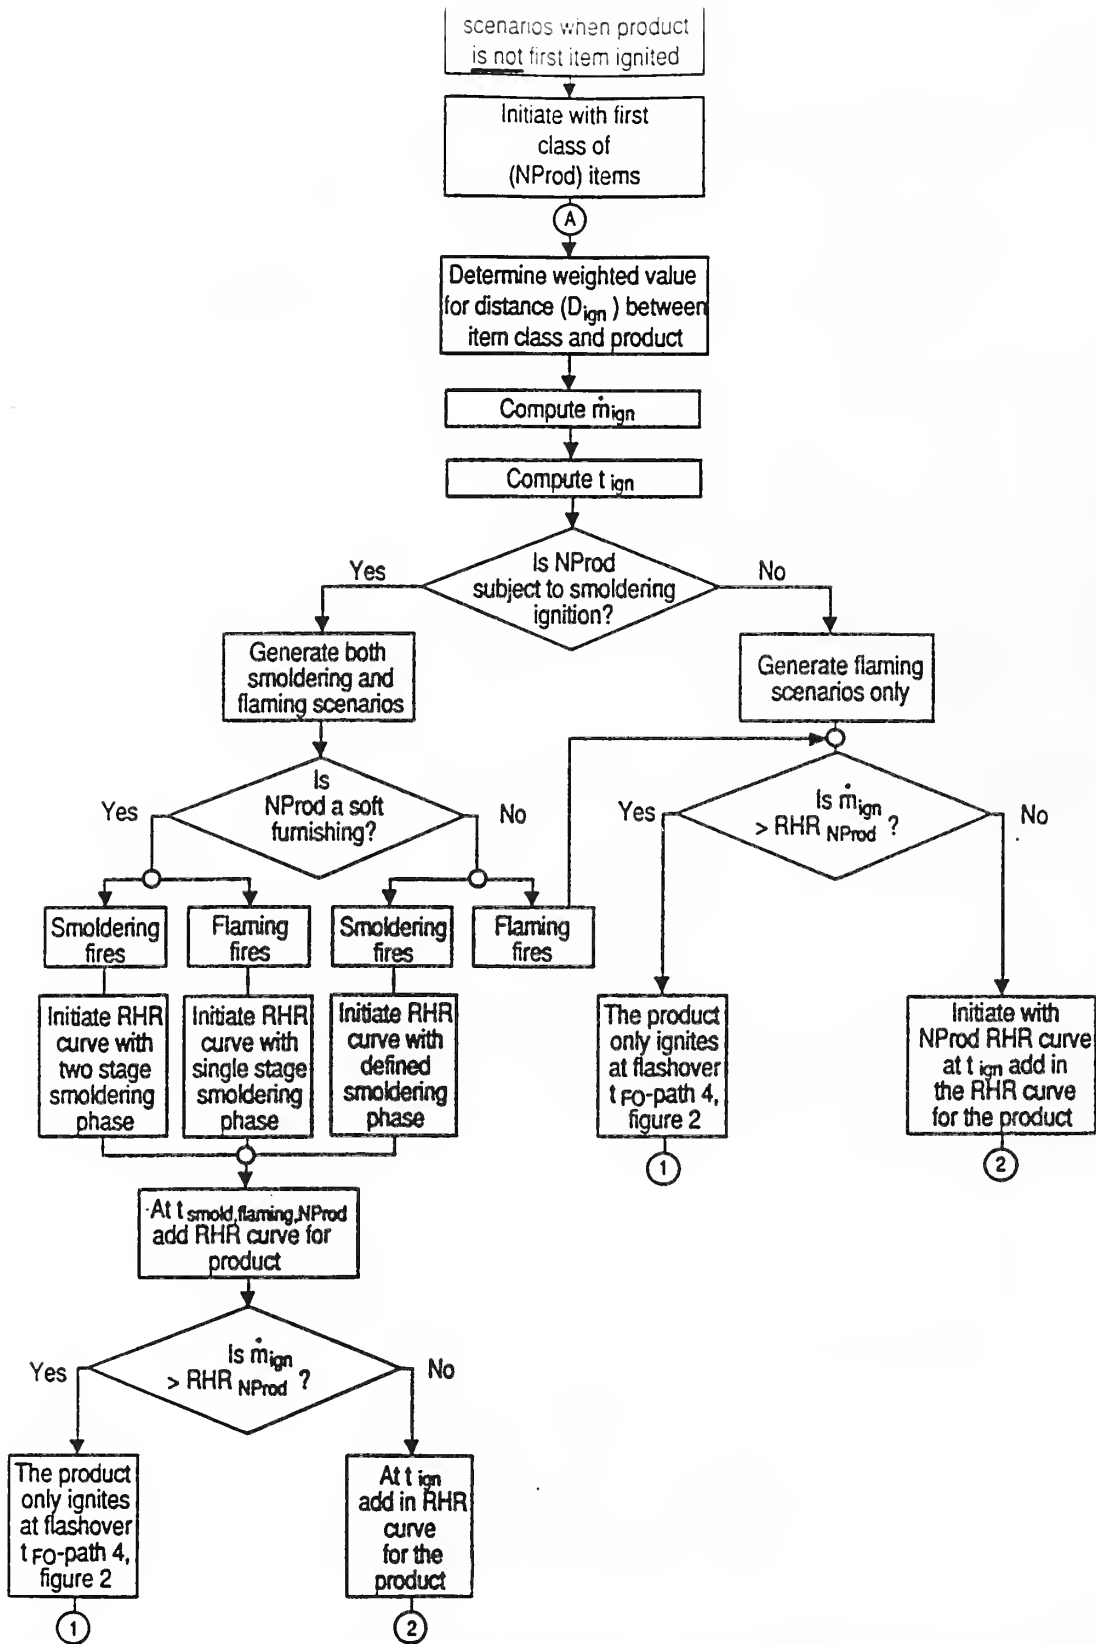 scenarios when product
is not first item ignited
Initiate with first
class of
(NProd) items
A
Determine weighted value
for distance (D ign ) between
item class and product
Compute ṁ ign
Compute t ign
Is NProd
subject to smoldering
ignition?
Yes
No
Generate both
smoldering and
flaming scenarios
Generate flaming
scenarios only
Is
NProd a soft
furnishing?
Yes
No
Is ṁ ign
> RHR NProd ?
Yes
No
Smoldering
fires
Flaming
fires
Smoldering
fires
Flaming
fires
Initiate RHR
curve with
two stage
smoldering
phase
Initiate RHR
curve with
single stage
smoldering
phase
Initiate RHR
curve with
defined
smoldering
phase
The product
only ignites
at flashover
t FO-path 4,
figure 2
Initiate with
NProd RHR curve
at t ign add in
the RHR curve
for the product
1
2
At t smold,flaming,NProd
add RHR curve for
product
Is ṁ ign
> RHR NProd ?
Yes
No
The product
only ignites
at flashover
t FO-path 4,
figure 2
At t ign
add in RHR
curve
for the
product
1
2